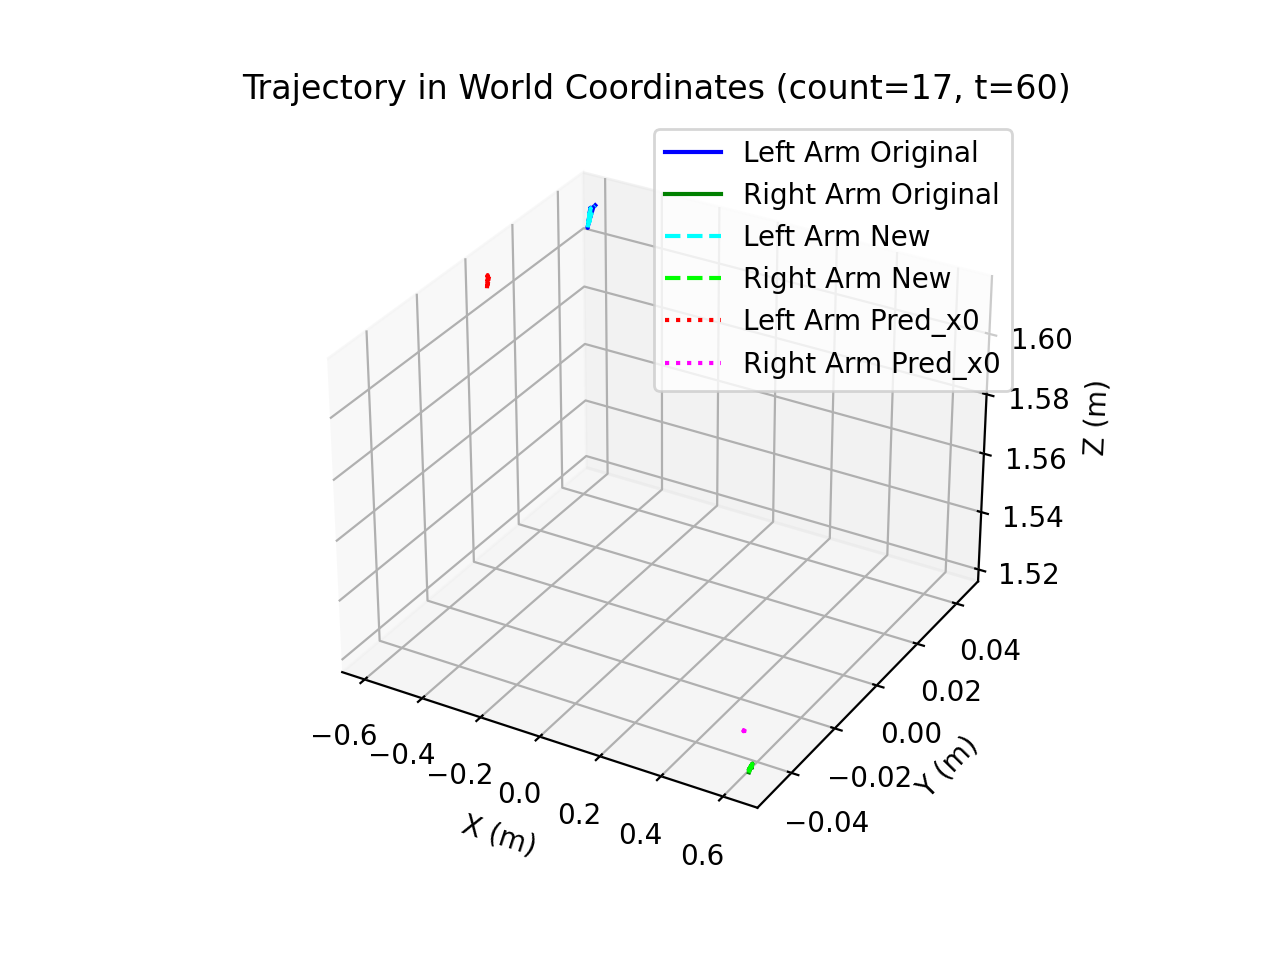 Trajectory in World Coordinates (count=17, t=60)
Left Arm Original
Right Arm Original
Left Arm New
Right Arm New
Left Arm Pred_x0
Right Arm Pred_x0
1.60
1.58
1.56
1.54
1.52
Z (m)
0.04
0.02
0.00
−0.02
−0.04
Y (m)
−0.6
−0.4
−0.2
0.0
0.2
0.4
0.6
X (m)